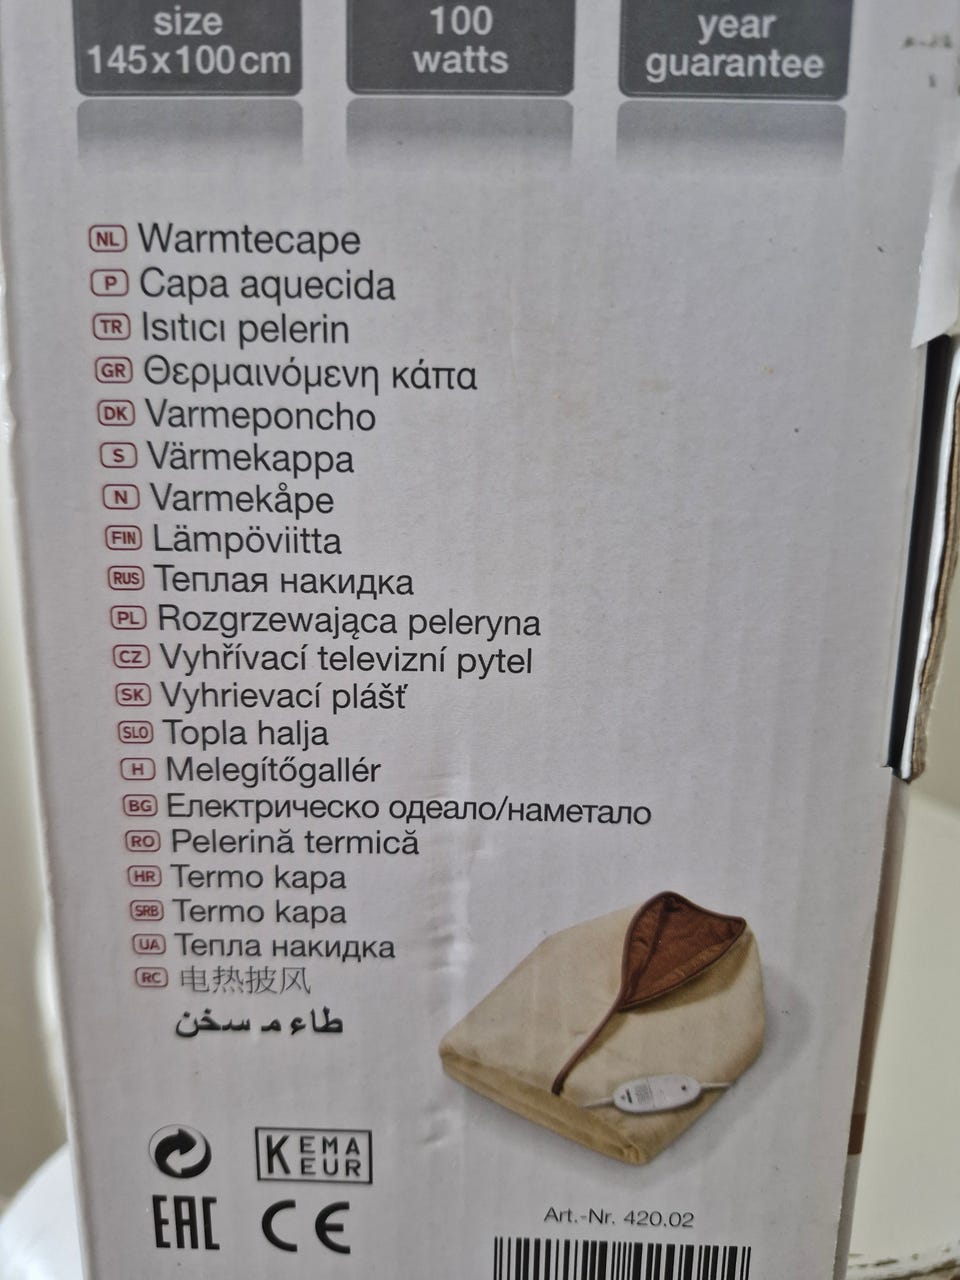 size
145x100cm
100
watts
year
guarantee
NL Warmtecape
P Capa aquecida
TR Isıtıcı pelerin
GR Θερμαινόμενη κάπα
DK Varmeponcho
S Värmekappa
N Varmekåpe
FIN Lämpöviitta
RUS Теплая накидка
PL Rozgrzewająca peleryna
CZ Vyhřívací televizní pytel
SK Vyhrievací plášť
SLO Topla halja
H Melegítőgallér
BG Електрическо одеало/наметало
RO Pelerină termică
HR Termo kapa
SRB Termo kapa
UA Тепла накидка
RC 电热披风
طاء مـ سخن
KEMA
EUR
EAC CE
Art.-Nr. 420.02